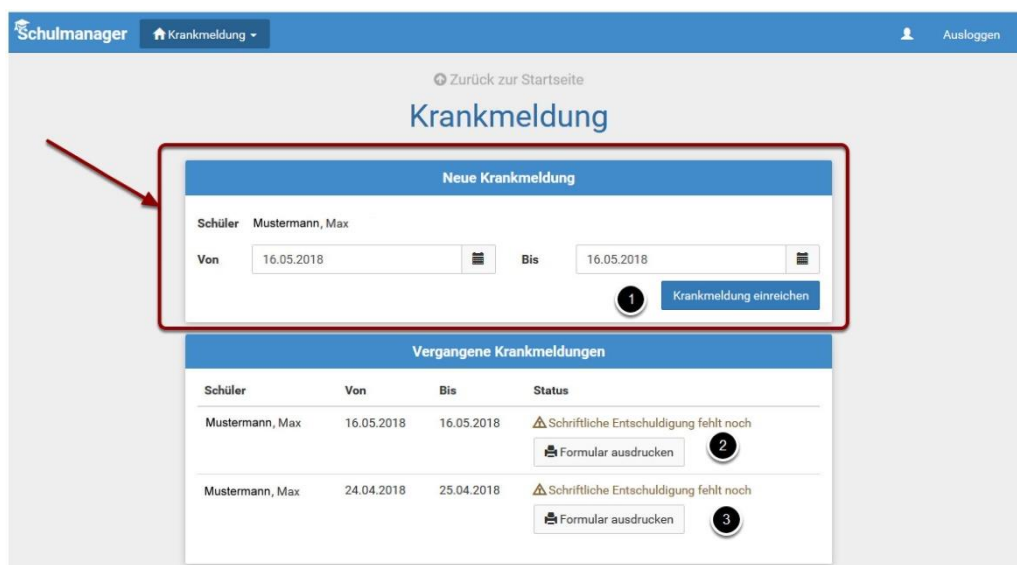 Schulmanager Krankmeldung Ausloggen
Zurück zur Startseite
Krankmeldung
Neue Krankmeldung
Schüler Mustermann, Max
Von 16.05.2018 Bis 16.05.2018
1 Krankmeldung einreichen
Vergangene Krankmeldungen
Schüler Von Bis Status
Mustermann, Max 16.05.2018 16.05.2018 Schriftliche Entschuldigung fehlt noch
Formular ausdrucken 2
Mustermann, Max 24.04.2018 25.04.2018 Schriftliche Entschuldigung fehlt noch
Formular ausdrucken 3